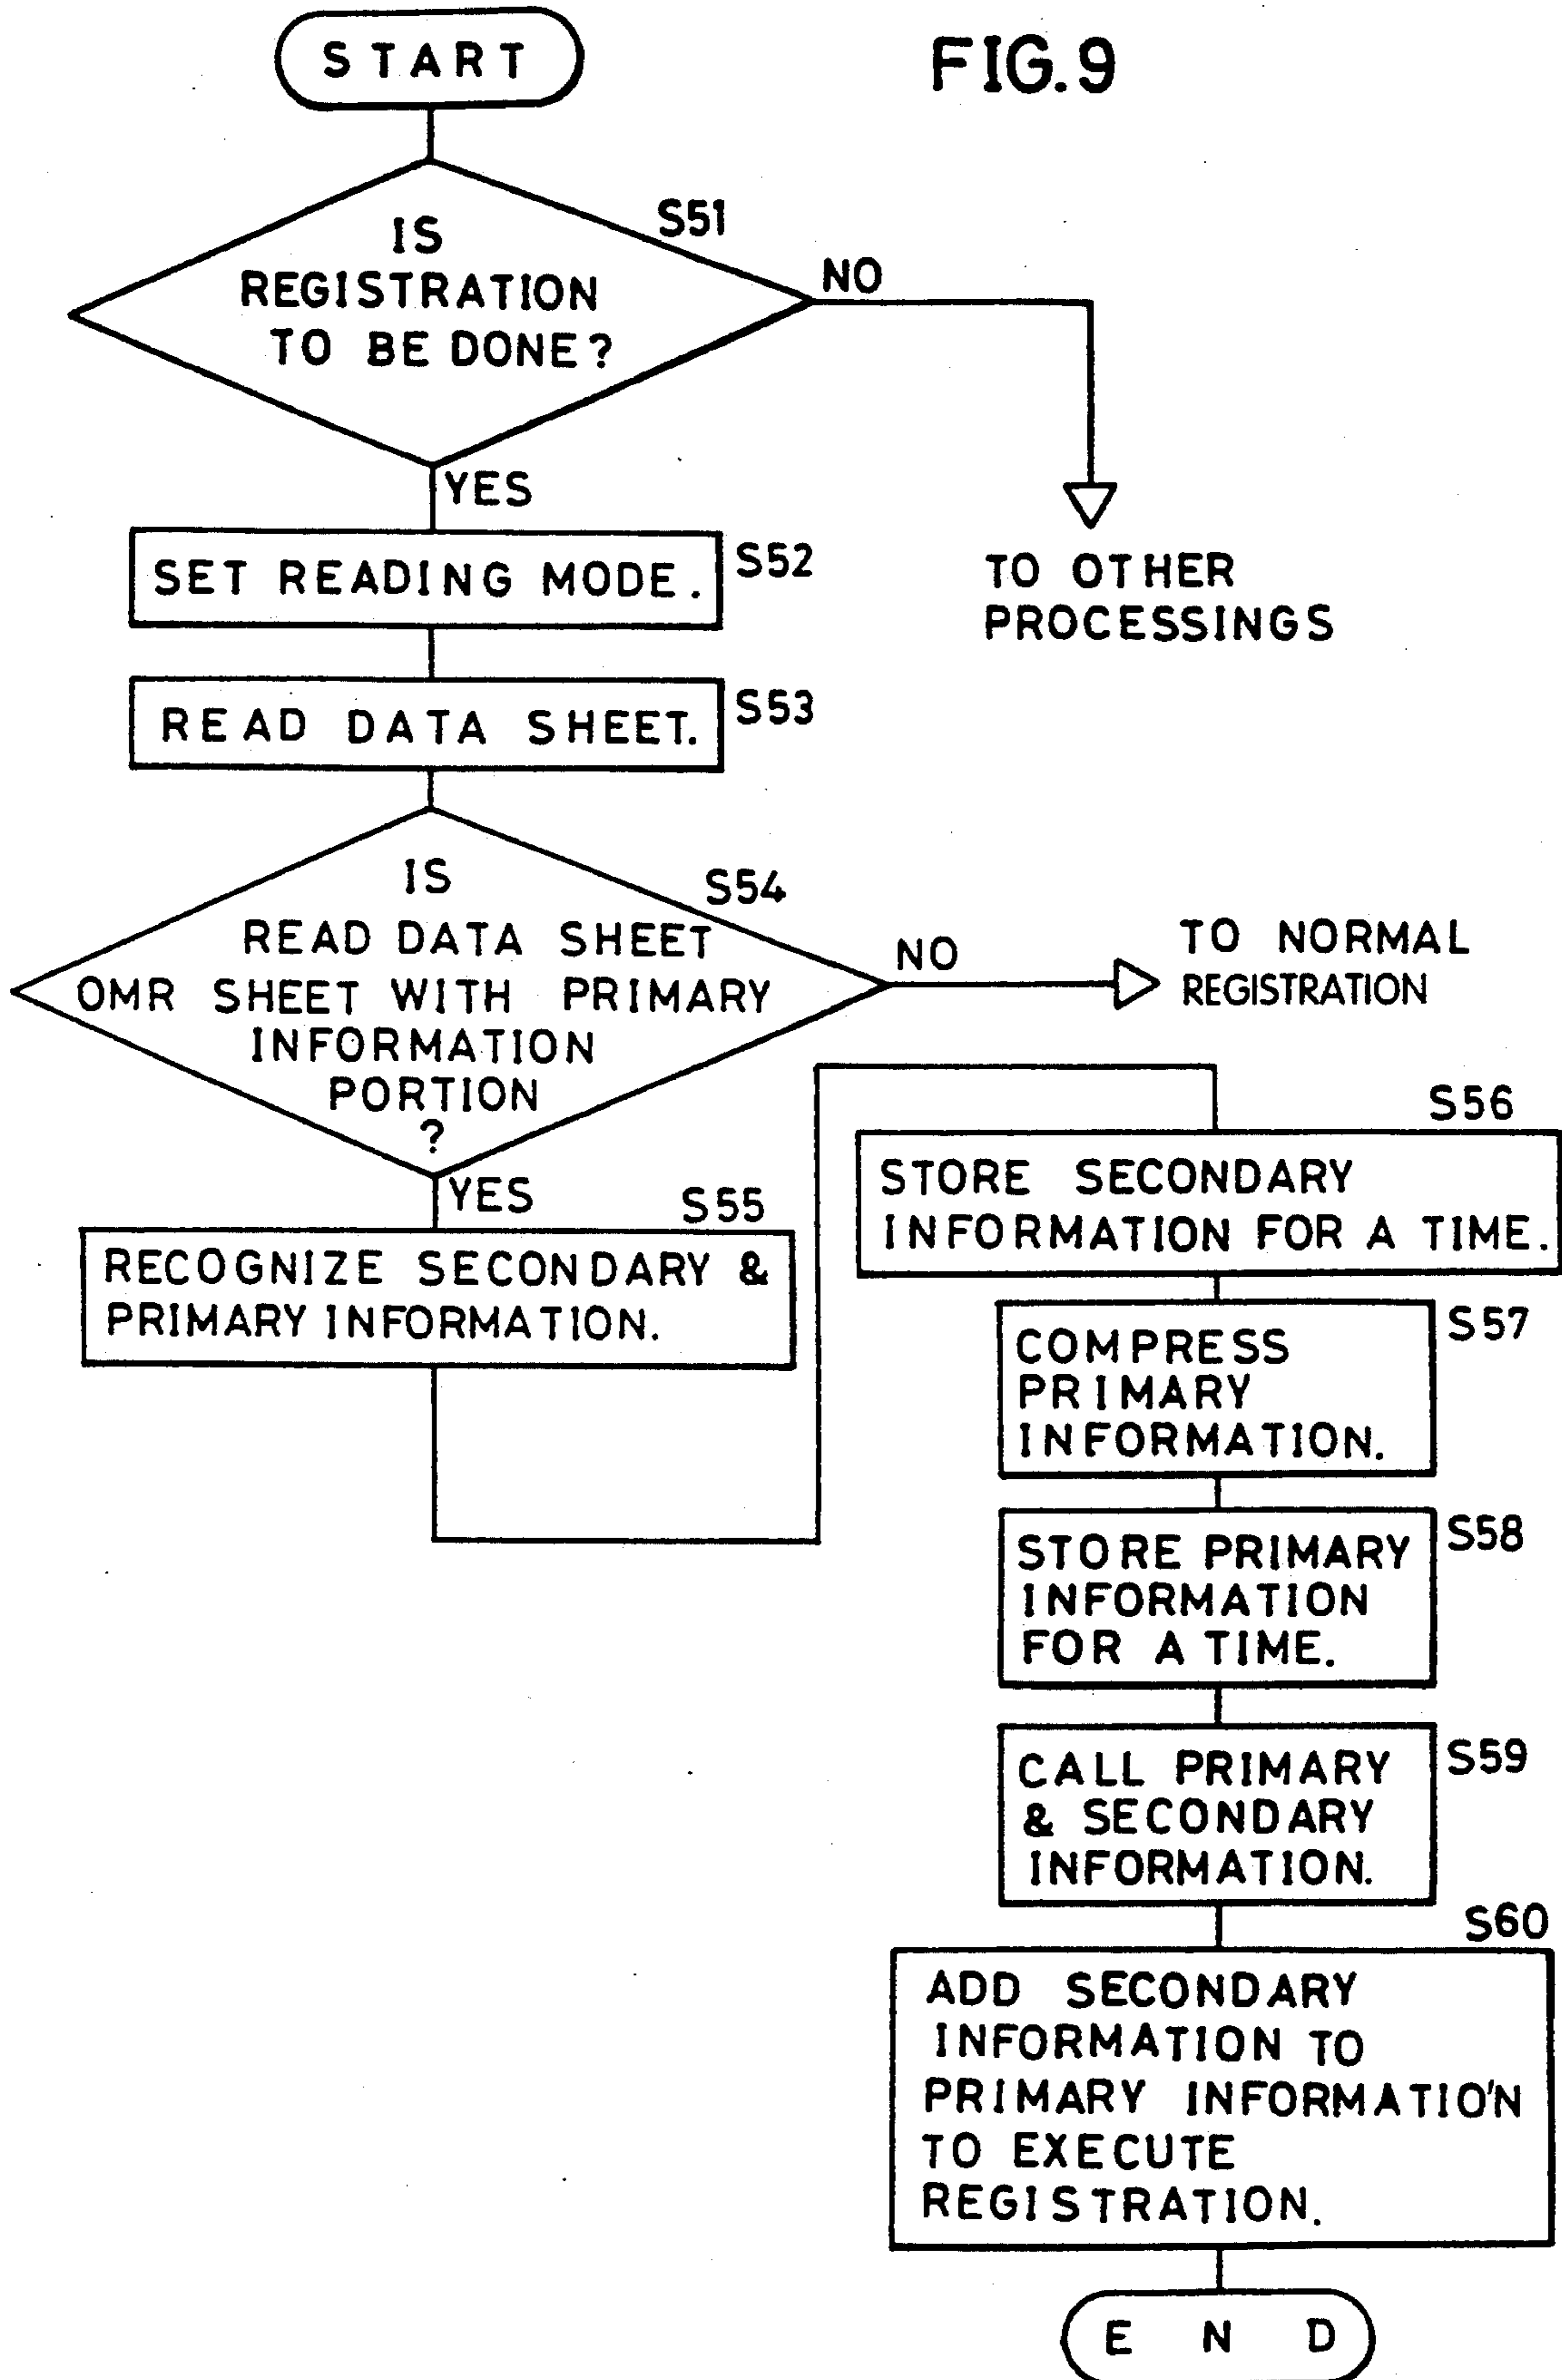 START
FIG.9
S51
IS
REGISTRATION
TO BE DONE?
NO
YES
TO OTHER
PROCESSINGS
SET READING MODE.
S52
READ DATA SHEET.
S53
IS
S54
READ DATA SHEET
OMR SHEET WITH PRIMARY
INFORMATION
PORTION
?
NO
TO NORMAL
REGISTRATION
YES
S55
RECOGNIZE SECONDARY &
PRIMARY INFORMATION.
S56
STORE SECONDARY
INFORMATION FOR A TIME.
S57
COMPRESS
PRIMARY
INFORMATION.
S58
STORE PRIMARY
INFORMATION
FOR A TIME.
S59
CALL PRIMARY
& SECONDARY
INFORMATION.
S60
ADD SECONDARY
INFORMATION TO
PRIMARY INFORMATION
TO EXECUTE
REGISTRATION.
END